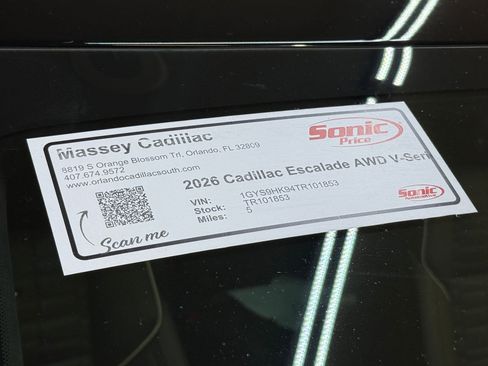 Massey Cadillac
8819 S Orange Blossom Trl, Orlando, FL 32809
407.674.9572
www.orlandocadillacsouth.com
Sonic
Price
2026 Cadillac Escalade AWD V-Seri
VIN: 1GYS9HK94TR101853
Stock: TR101853
Miles: 5
Scan me
Sonic
Automotive